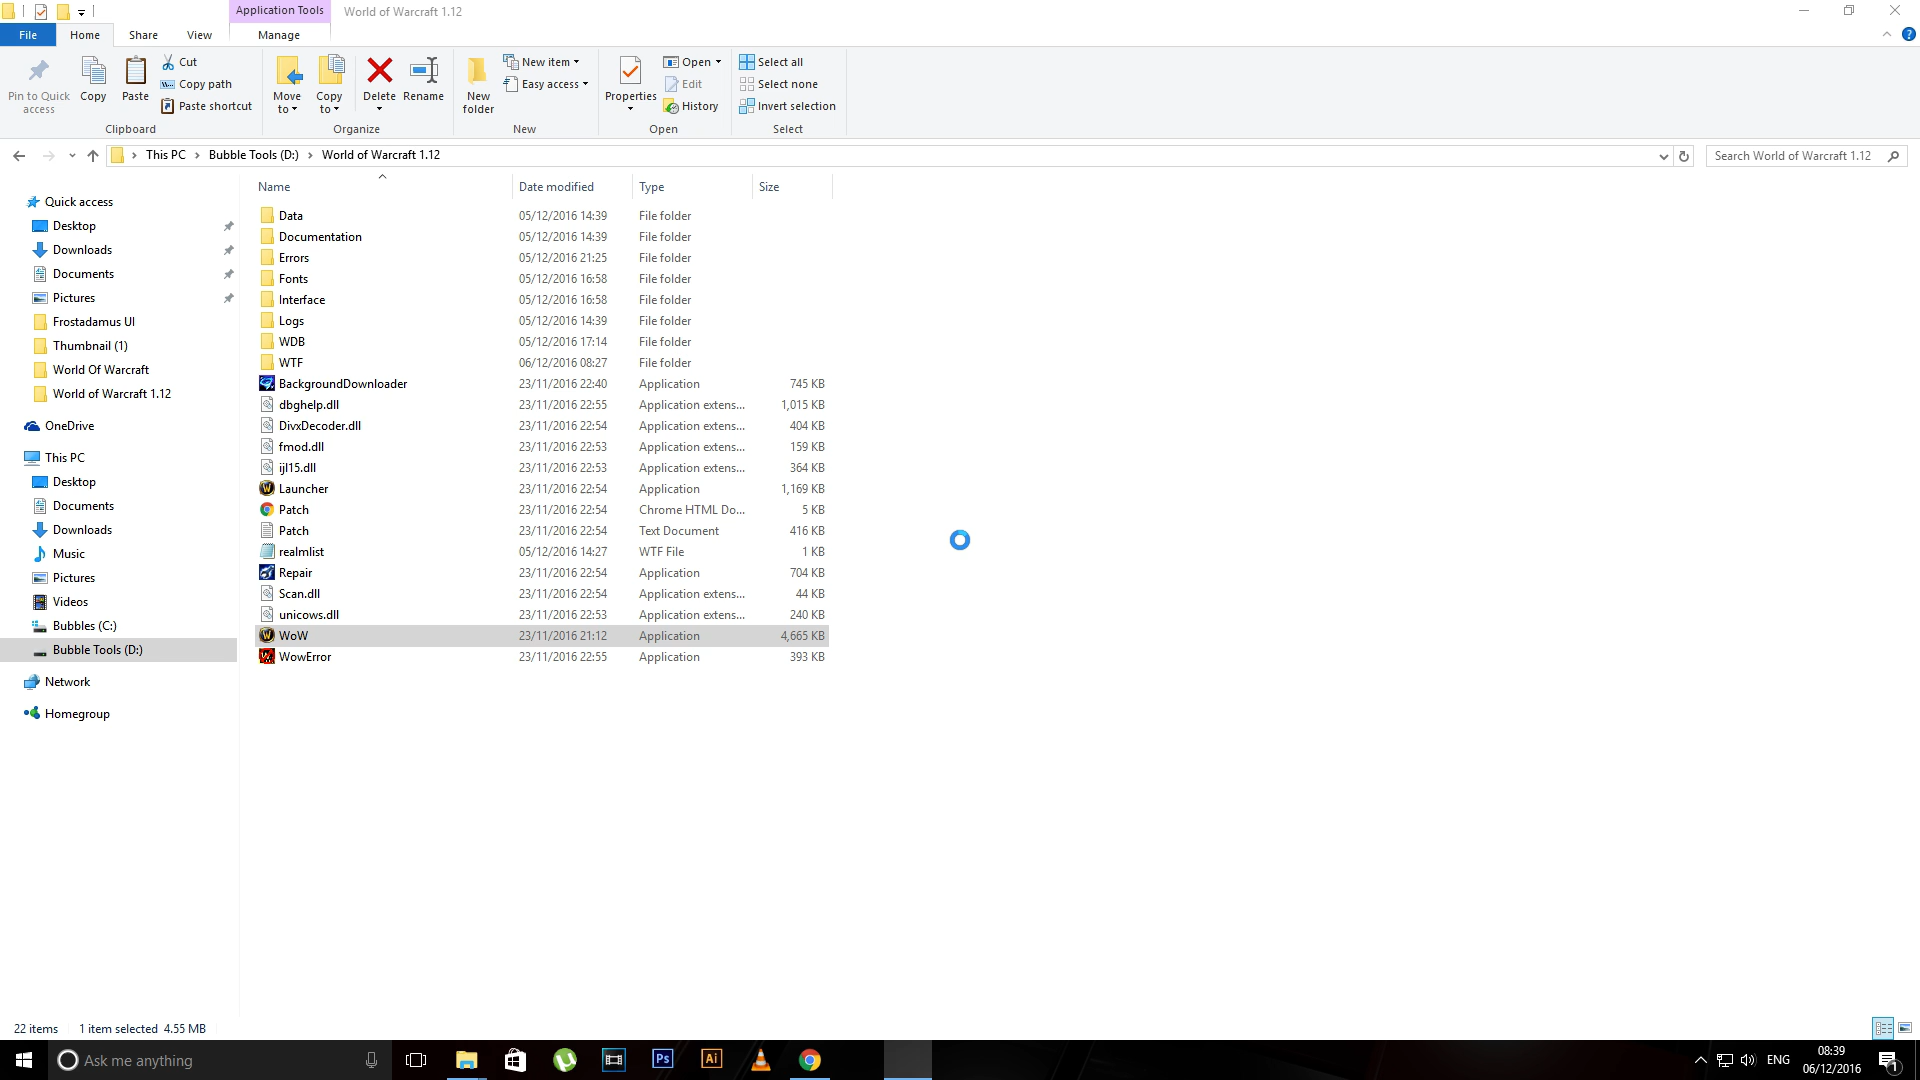 Application Tools World of Warcraft 1.12
File Home Share View Manage
Pin to Quick access
Copy
Paste
Cut
Copy path
Paste shortcut
Clipboard
Move to
Copy to
Delete
Rename
Organize
New folder
New item
Easy access
New
Properties
Open
Edit
History
Open
Select all
Select none
Invert selection
Select
This PC Bubble Tools (D:) World of Warcraft 1.12
Search World of Warcraft 1.12
Quick access
Desktop
Downloads
Documents
Pictures
Frostadamus UI
Thumbnail (1)
World Of Warcraft
World of Warcraft 1.12
OneDrive
This PC
Desktop
Documents
Downloads
Music
Pictures
Videos
Bubbles (C:)
Bubble Tools (D:)
Network
Homegroup
Name Date modified Type Size
Data 05/12/2016 14:39 File folder
Documentation 05/12/2016 14:39 File folder
Errors 05/12/2016 21:25 File folder
Fonts 05/12/2016 16:58 File folder
Interface 05/12/2016 16:58 File folder
Logs 05/12/2016 14:39 File folder
WDB 05/12/2016 17:14 File folder
WTF 06/12/2016 08:27 File folder
BackgroundDownloader 23/11/2016 22:40 Application 745 KB
dbghelp.dll 23/11/2016 22:55 Application extens... 1,015 KB
DivxDecoder.dll 23/11/2016 22:54 Application extens... 404 KB
fmod.dll 23/11/2016 22:53 Application extens... 159 KB
ijl15.dll 23/11/2016 22:53 Application extens... 364 KB
Launcher 23/11/2016 22:54 Application 1,169 KB
Patch 23/11/2016 22:54 Chrome HTML Do... 5 KB
Patch 23/11/2016 22:54 Text Document 416 KB
realmlist 05/12/2016 14:27 WTF File 1 KB
Repair 23/11/2016 22:54 Application 704 KB
Scan.dll 23/11/2016 22:54 Application extens... 44 KB
unicows.dll 23/11/2016 22:53 Application extens... 240 KB
WoW 23/11/2016 21:12 Application 4,665 KB
WowError 23/11/2016 22:55 Application 393 KB
22 items 1 item selected 4.55 MB
Ask me anything
Ps
Ai
ENG
08:39
06/12/2016
1